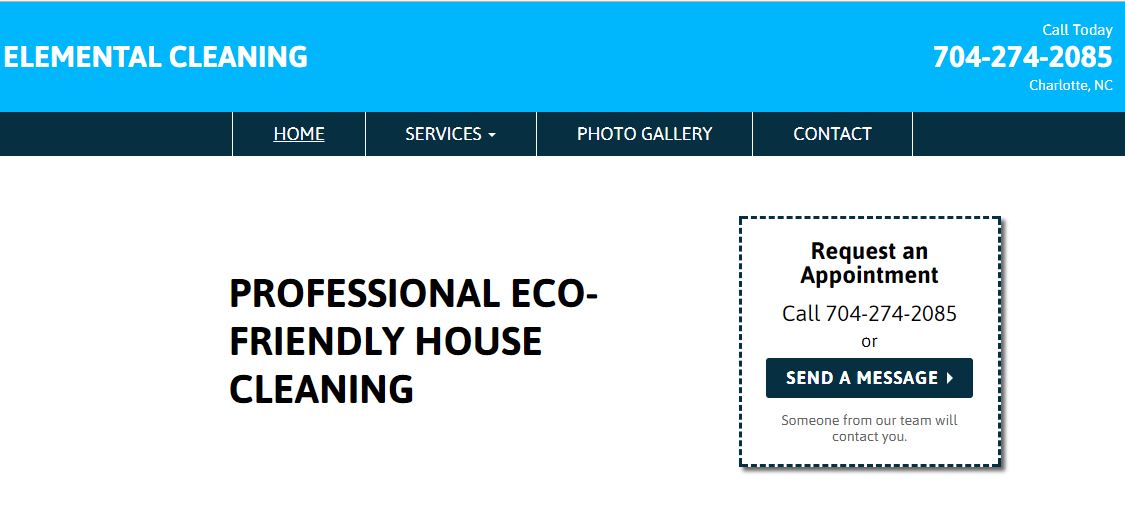 ELEMENTAL CLEANING
Call Today
704-274-2085
Charlotte, NC
HOME
SERVICES
PHOTO GALLERY
CONTACT
PROFESSIONAL ECO-
FRIENDLY HOUSE
CLEANING
Request an
Appointment
Call 704-274-2085
or
SEND A MESSAGE
Someone from our team will
contact you.